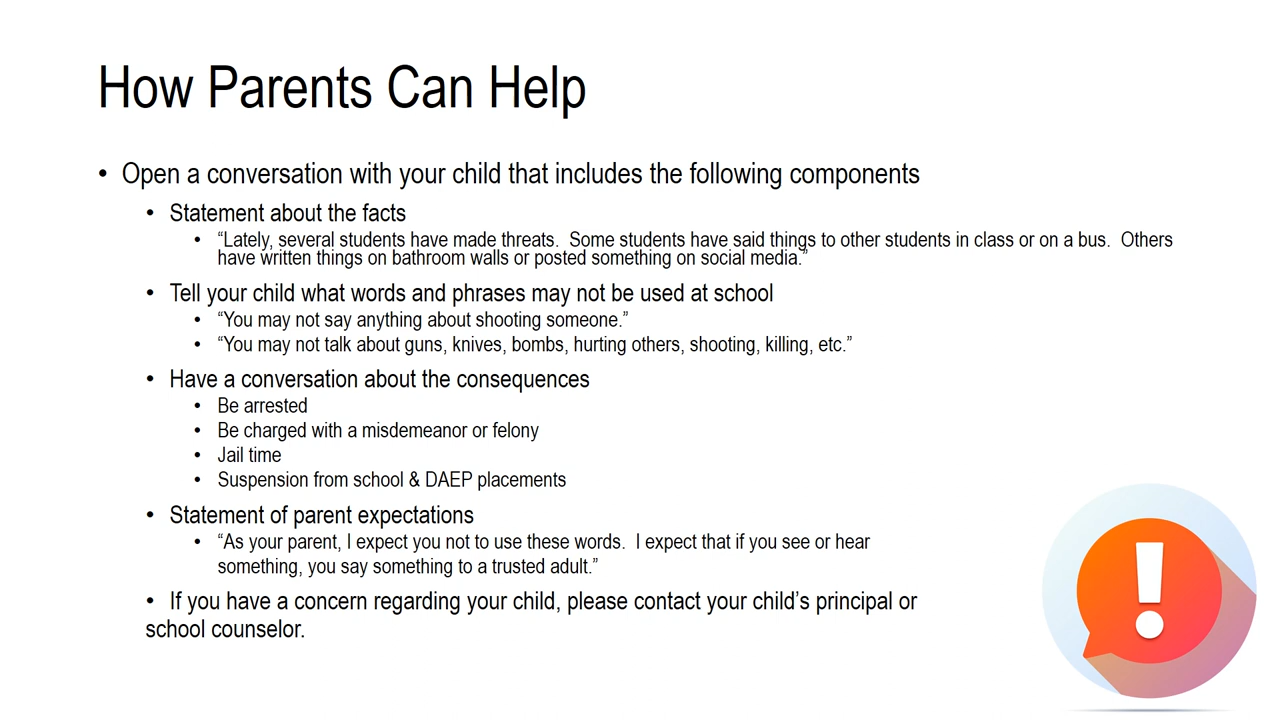 How Parents Can Help
• Open a conversation with your child that includes the following components
• Statement about the facts
• “Lately, several students have made threats.  Some students have said things to other students in class or on a bus.  Others
have written things on bathroom walls or posted something on social media.”
• Tell your child what words and phrases may not be used at school
• “You may not say anything about shooting someone.”
• “You may not talk about guns, knives, bombs, hurting others, shooting, killing, etc.”
• Have a conversation about the consequences
• Be arrested
• Be charged with a misdemeanor or felony
• Jail time
• Suspension from school & DAEP placements
• Statement of parent expectations
• “As your parent, I expect you not to use these words.  I expect that if you see or hear
something, you say something to a trusted adult.”
• If you have a concern regarding your child, please contact your child’s principal or
school counselor.
!